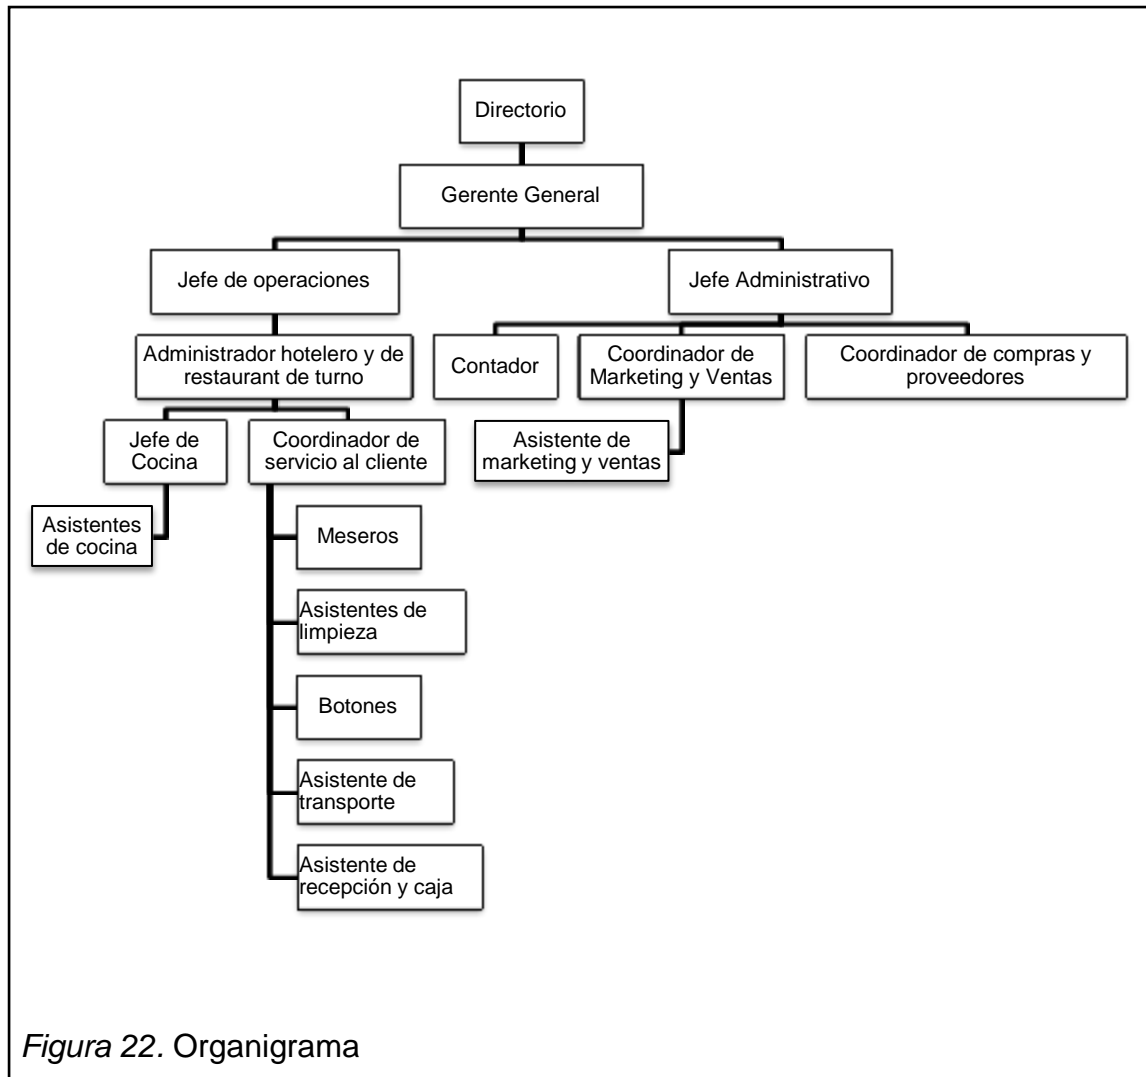 Directorio
Gerente General
Jefe de operaciones
Jefe Administrativo
Administrador hotelero y de
restaurant de turno
Contador
Coordinador de
Marketing y Ventas
Coordinador de compras y
proveedores
Jefe de
Cocina
Coordinador de
servicio al cliente
Asistente de
marketing y ventas
Asistentes
de cocina
Meseros
Asistentes de
limpieza
Botones
Asistente de
transporte
Asistente de
recepción y caja
Figura 22. Organigrama